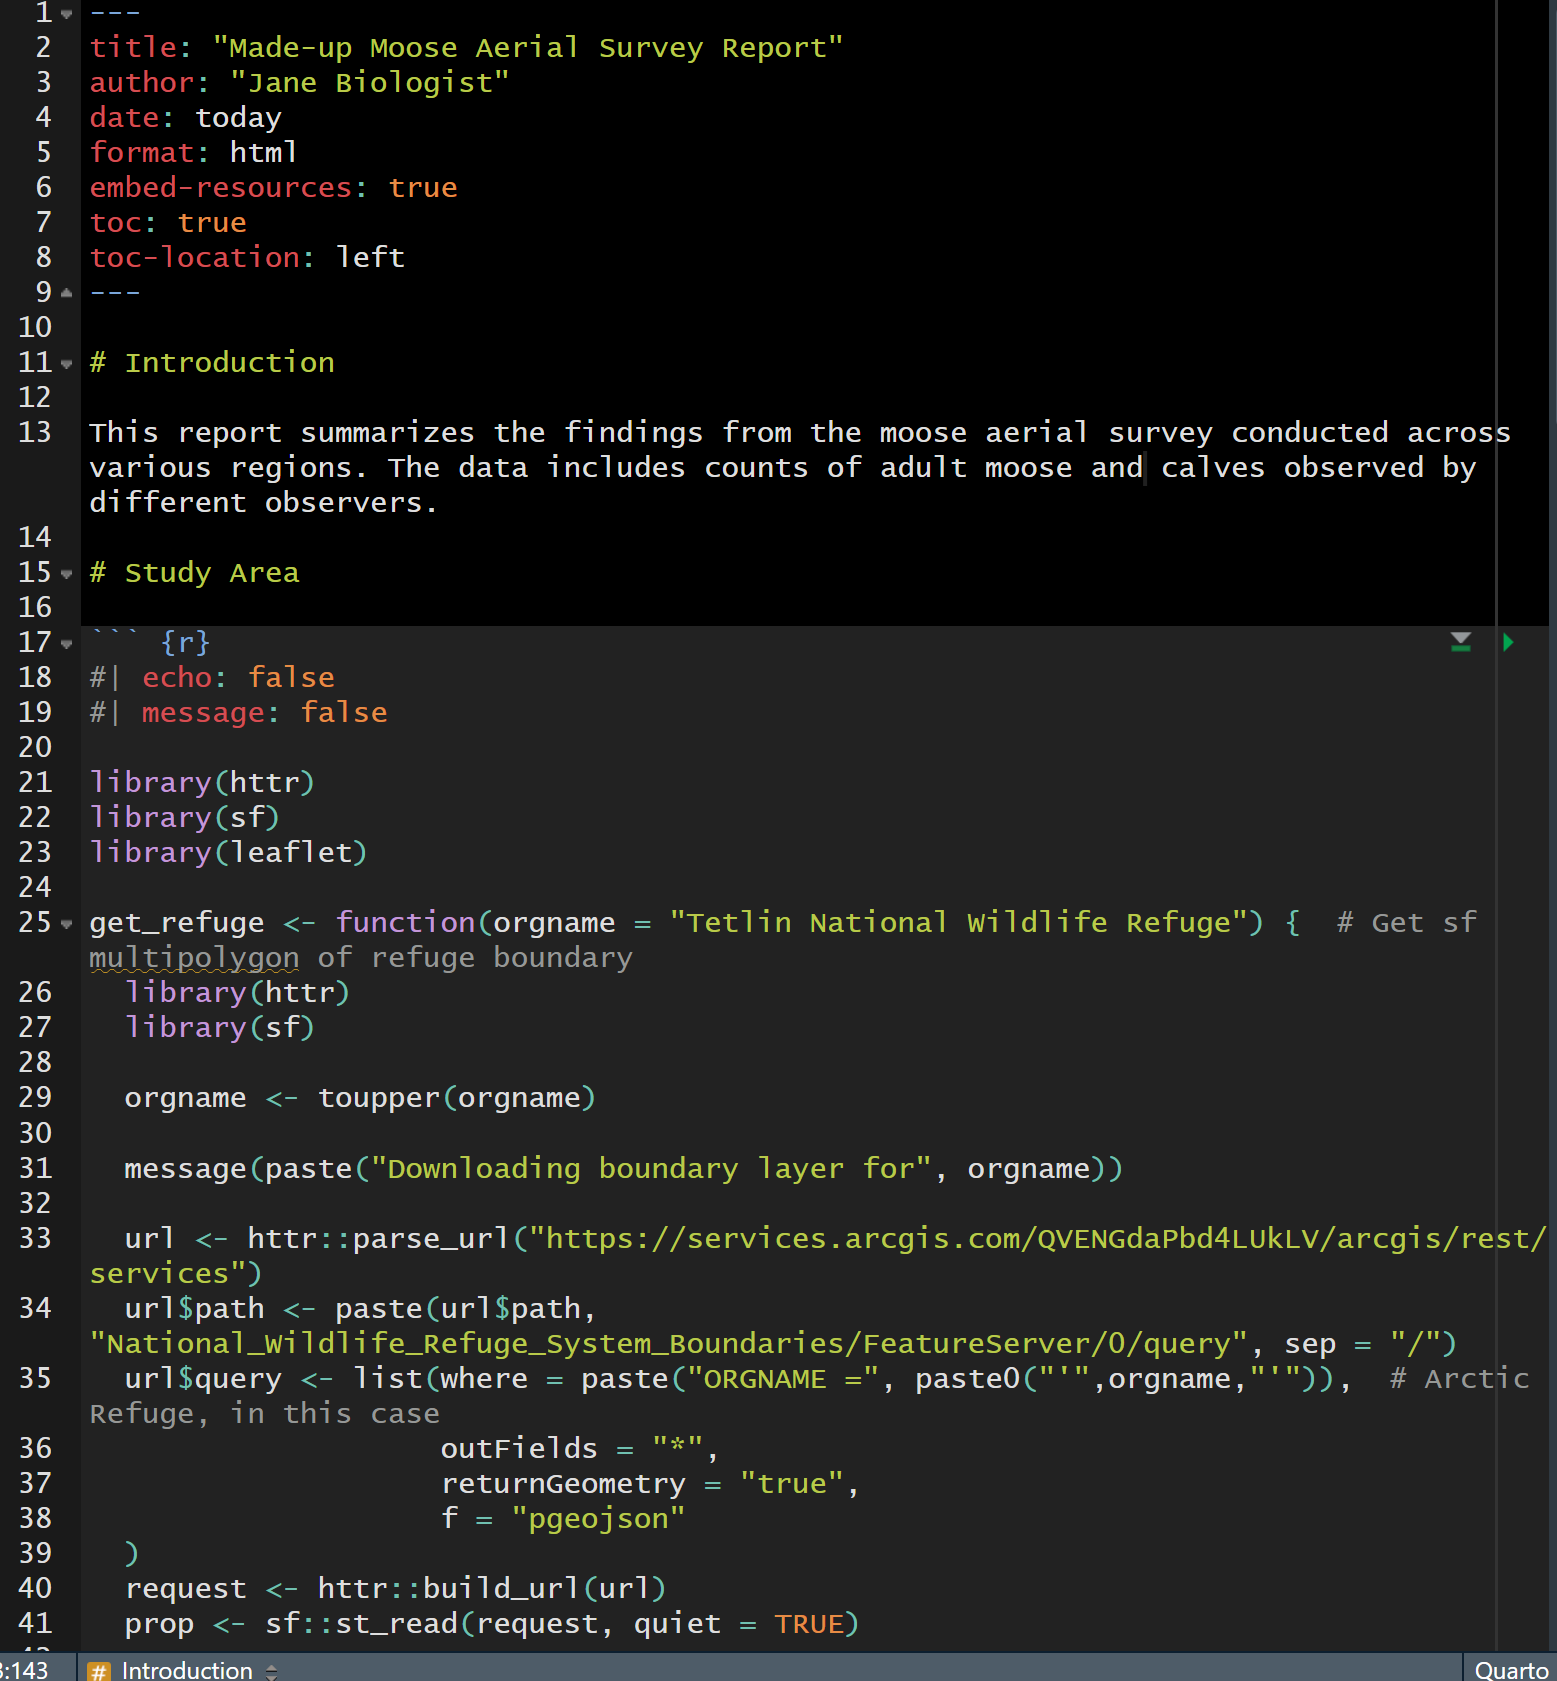 1 ---
2 title: "Made-up Moose Aerial Survey Report"
3 author: "Jane Biologist"
4 date: today
5 format: html
6 embed-resources: true
7 toc: true
8 toc-location: left
9 ---
10
11 # Introduction
12
13 This report summarizes the findings from the moose aerial survey conducted across
various regions. The data includes counts of adult moose and calves observed by
different observers.
14
15 # Study Area
16
17 ``` {r}
18 #| echo: false
19 #| message: false
20
21 library(httr)
22 library(sf)
23 library(leaflet)
24
25 get_refuge <- function(orgname = "Tetlin National Wildlife Refuge") {  # Get sf
multipolygon of refuge boundary
26   library(httr)
27   library(sf)
28
29   orgname <- toupper(orgname)
30
31   message(paste("Downloading boundary layer for", orgname))
32
33   url <- httr::parse_url("https://services.arcgis.com/QVENGdaPbd4LUkLV/arcgis/rest/
services")
34   url$path <- paste(url$path,
"National_Wildlife_Refuge_System_Boundaries/FeatureServer/0/query", sep = "/")
35   url$query <- list(where = paste("ORGNAME =", paste0("'",orgname,"'")),  # Arctic
Refuge, in this case
36                     outFields = "*",
37                     returnGeometry = "true",
38                     f = "pgeojson"
39   )
40   request <- httr::build_url(url)
41   prop <- sf::st_read(request, quiet = TRUE)
:143 # Introduction Quarto